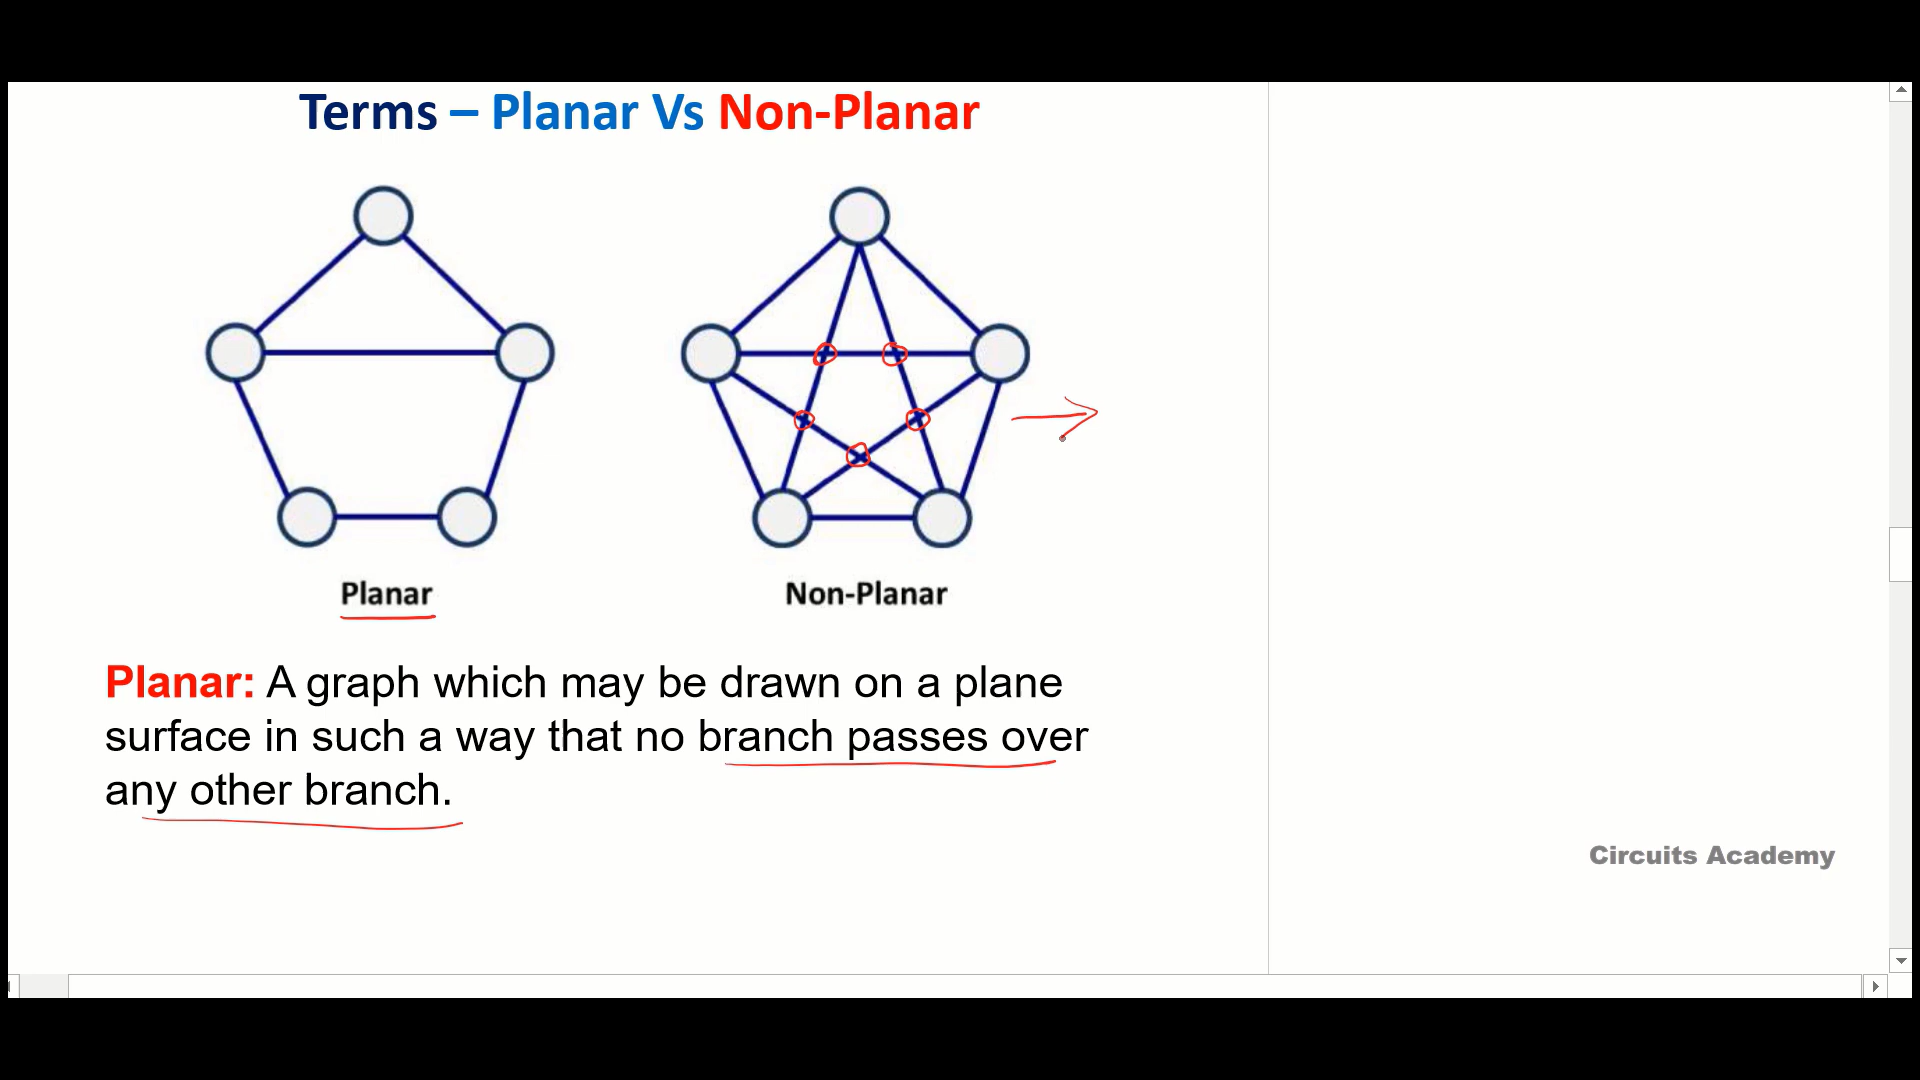 Terms – Planar Vs Non-Planar
Planar
Non-Planar
Planar: A graph which may be drawn on a plane
surface in such a way that no branch passes over
any other branch.
Circuits Academy